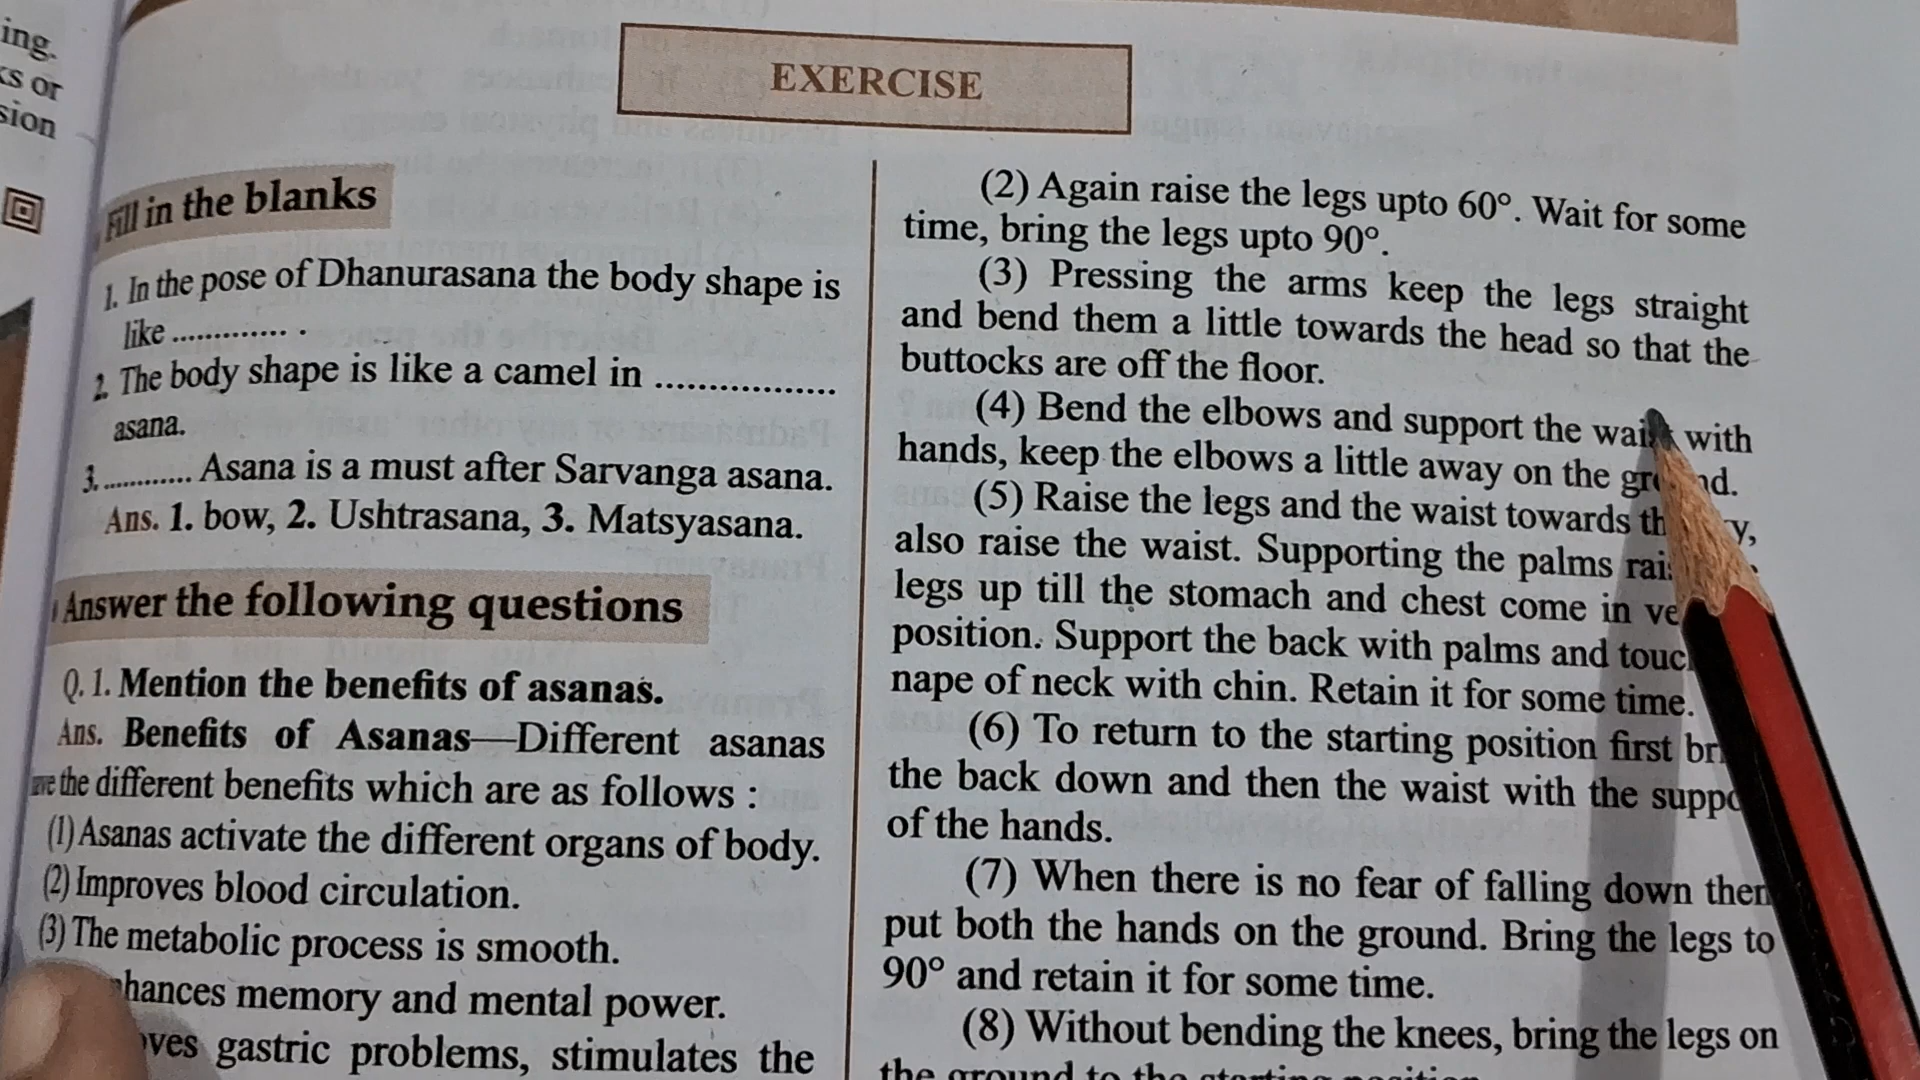 ing.
s or
sion
EXERCISE
Fill in the blanks
1. In the pose of Dhanurasana the body shape is
like ............. .
2. The body shape is like a camel in .................
asana.
3. ............ Asana is a must after Sarvanga asana.
Ans. 1. bow, 2. Ushtrasana, 3. Matsyasana.
Answer the following questions
Q. 1. Mention the benefits of asanas.
Ans. Benefits of Asanas—Different asanas
the different benefits which are as follows :
(1) Asanas activate the different organs of body.
(2) Improves blood circulation.
(3) The metabolic process is smooth.
hances memory and mental power.
ves gastric problems, stimulates the
(2) Again raise the legs upto 60°. Wait for some
time, bring the legs upto 90°.
(3) Pressing the arms keep the legs straight
and bend them a little towards the head so that the
buttocks are off the floor.
(4) Bend the elbows and support the with
hands, keep the elbows a little away on the
(5) Raise the legs and the waist towards
also raise the waist. Supporting the palms
legs up till the stomach and chest come in
position. Support the back with palms and
nape of neck with chin. Retain it for some time.
(6) To return to the starting position first
the back down and then the waist with the
of the hands.
(7) When there is no fear of falling down then
put both the hands on the ground. Bring the legs to
90° and retain it for some time.
(8) Without bending the knees, bring the legs on
the ground to the starting position